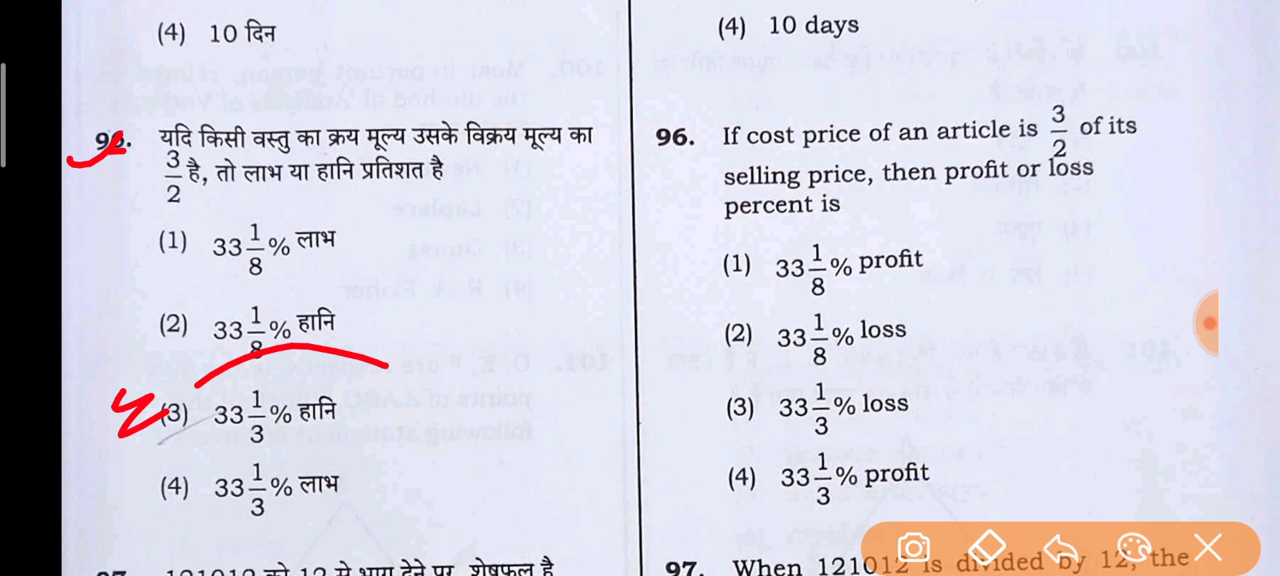 (4) 10 दिन
96. यदि किसी वस्तु का क्रय मूल्य उसके विक्रय मूल्य का
3/2 है, तो लाभ या हानि प्रतिशत है
(1) 33 1/8 % लाभ
(2) 33 1/8 % हानि
(3) 33 1/3 % हानि
(4) 33 1/3 % लाभ
121012 को 12 से भाग देने पर शेषफल है
(4) 10 days
96. If cost price of an article is 3/2 of its
selling price, then profit or loss
percent is
(1) 33 1/8 % profit
(2) 33 1/8 % loss
(3) 33 1/3 % loss
(4) 33 1/3 % profit
97. When 121012 is divided by 12, the